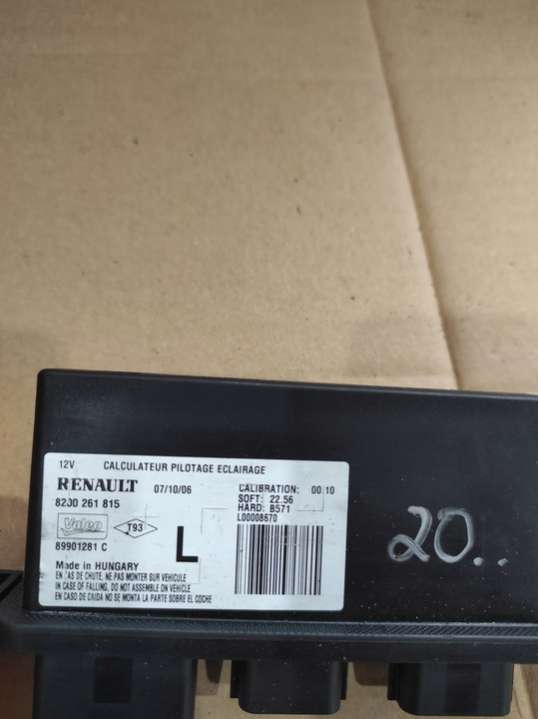 12V CALCULATEUR PILOTAGE ECLAIRAGE
RENAULT 07/10/06
8200 261 815
CALIBRATION: 00 10
SOFT: 22.56
HARD: B571
L00008670
Valeo T93
89901281 C
L
Made in HUNGARY
EN CAS DE CHUTE, NE PAS MONTER SUR VEHICULE
IN CASE OF FALLING, DO NOT ASSEMBLE ON VEHICLE
EN CASO DE CAIDA NO SE MONTA LA PARTE SOBRE EL COCHE
20..